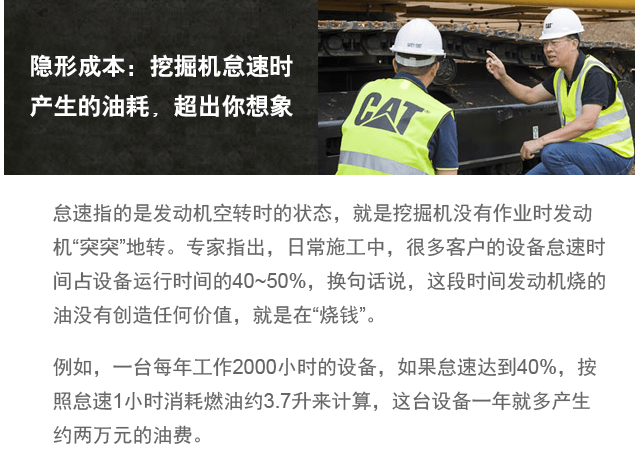 隐形成本：挖掘机怠速时
产生的油耗，超出你想象
CAT
怠速指的是发动机空转时的状态，就是挖掘机没有作业时发动
机“突突”地转。专家指出，日常施工中，很多客户的设备怠速时
间占设备运行时间的40~50%，换句话说，这段时间发动机烧的
油没有创造任何价值，就是在“烧钱”。
例如，一台每年工作2000小时的设备，如果怠速达到40%，按
照怠速1小时消耗燃油约3.7升来计算，这台设备一年就多产生
约两万元的油费。